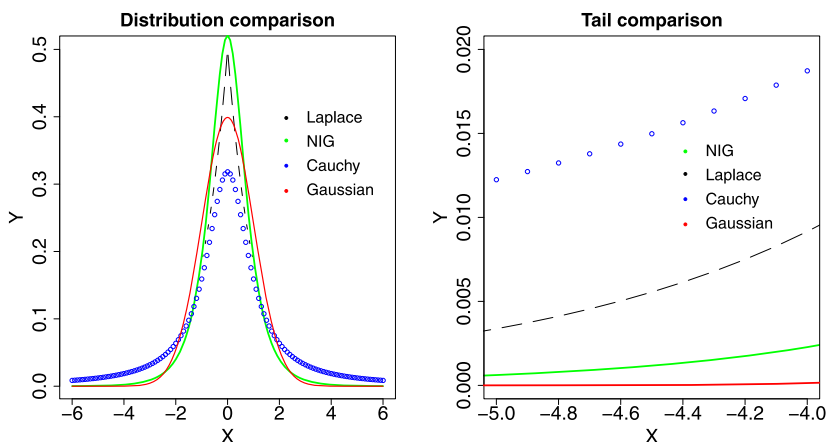 Distribution comparison
0.5
0.4
0.3
0.2
0.1
0.0
Y
Laplace
NIG
Cauchy
Gaussian
−6 −4 −2 0 2 4 6
X
Tail comparison
0.020
0.015
0.010
0.005
0.000
Y
NIG
Laplace
Cauchy
Gaussian
−5.0 −4.8 −4.6 −4.4 −4.2 −4.0
X